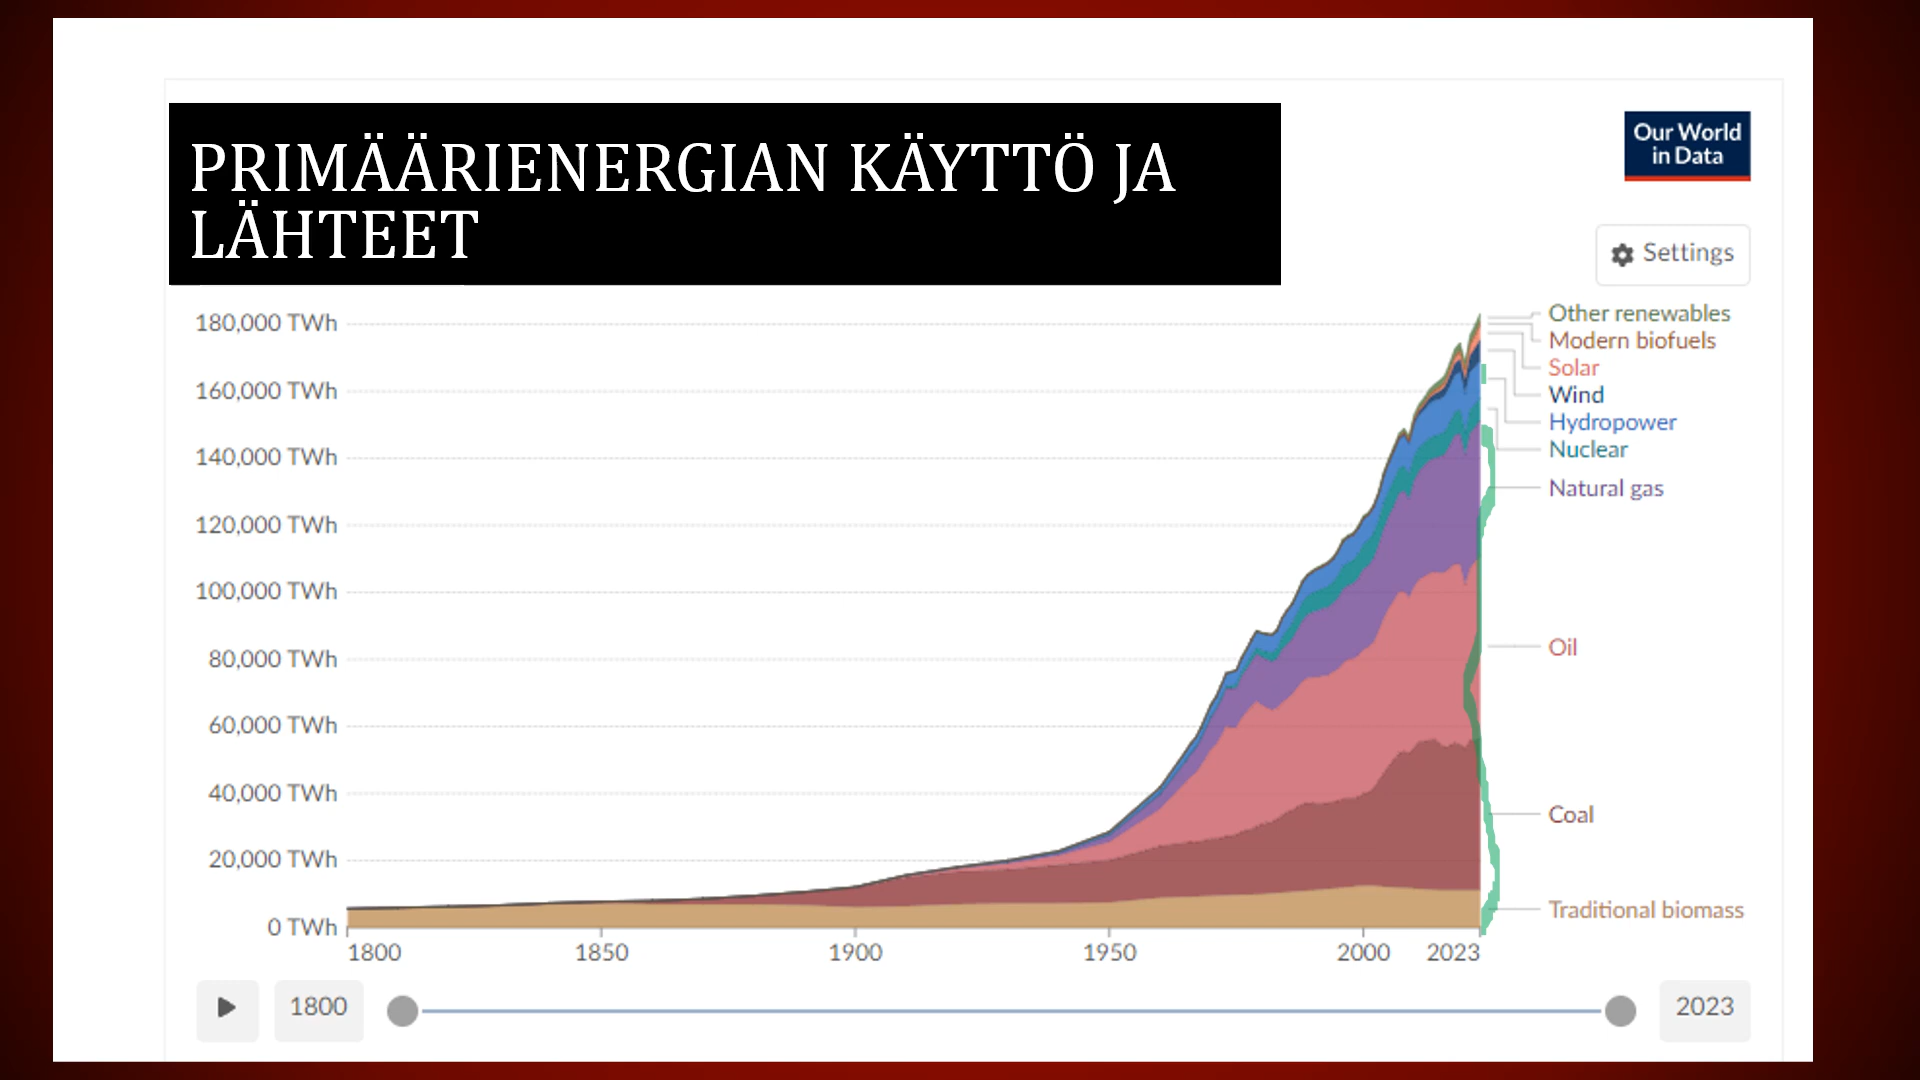 PRIMÄÄRIENERGIAN KÄYTTÖ JA
LÄHTEET
Our World
in Data
Settings
180,000 TWh
160,000 TWh
140,000 TWh
120,000 TWh
100,000 TWh
80,000 TWh
60,000 TWh
40,000 TWh
20,000 TWh
0 TWh
Other renewables
Modern biofuels
Solar
Wind
Hydropower
Nuclear
Natural gas
Oil
Coal
Traditional biomass
1800 1850 1900 1950 2000 2023
1800 2023